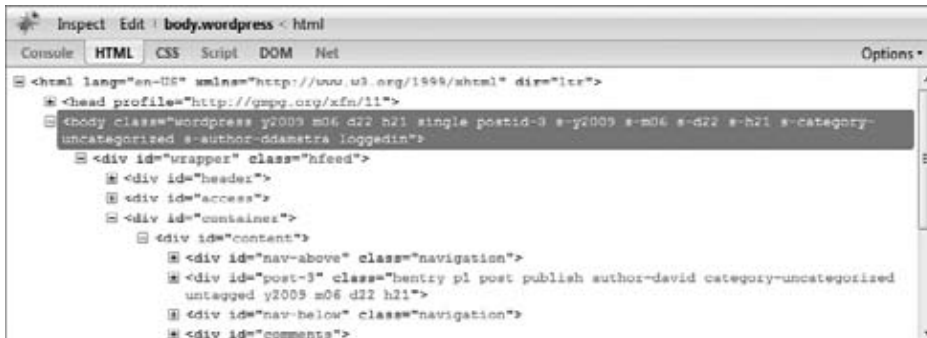 Inspect Edit | body.wordpress < html
Console HTML CSS Script DOM Net Options
<html lang="en-US" xmlns="http://www.w3.org/1999/xhtml" dir="ltr">
<head profile="http://gmpg.org/xfn/11">
<body class="wordpress y2009 m06 d22 h21 single postid-3 s-y2009 s-m06 s-d22 s-h21 s-category-
uncategorized s-author-ddamstra loggedin">
<div id="wrapper" class="hfeed">
<div id="header">
<div id="access">
<div id="container">
<div id="content">
<div id="nav-above" class="navigation">
<div id="post-3" class="hentry p1 post publish author-david category-uncategorized
untagged y2009 m06 d22 h21">
<div id="nav-below" class="navigation">
<div id="comments">